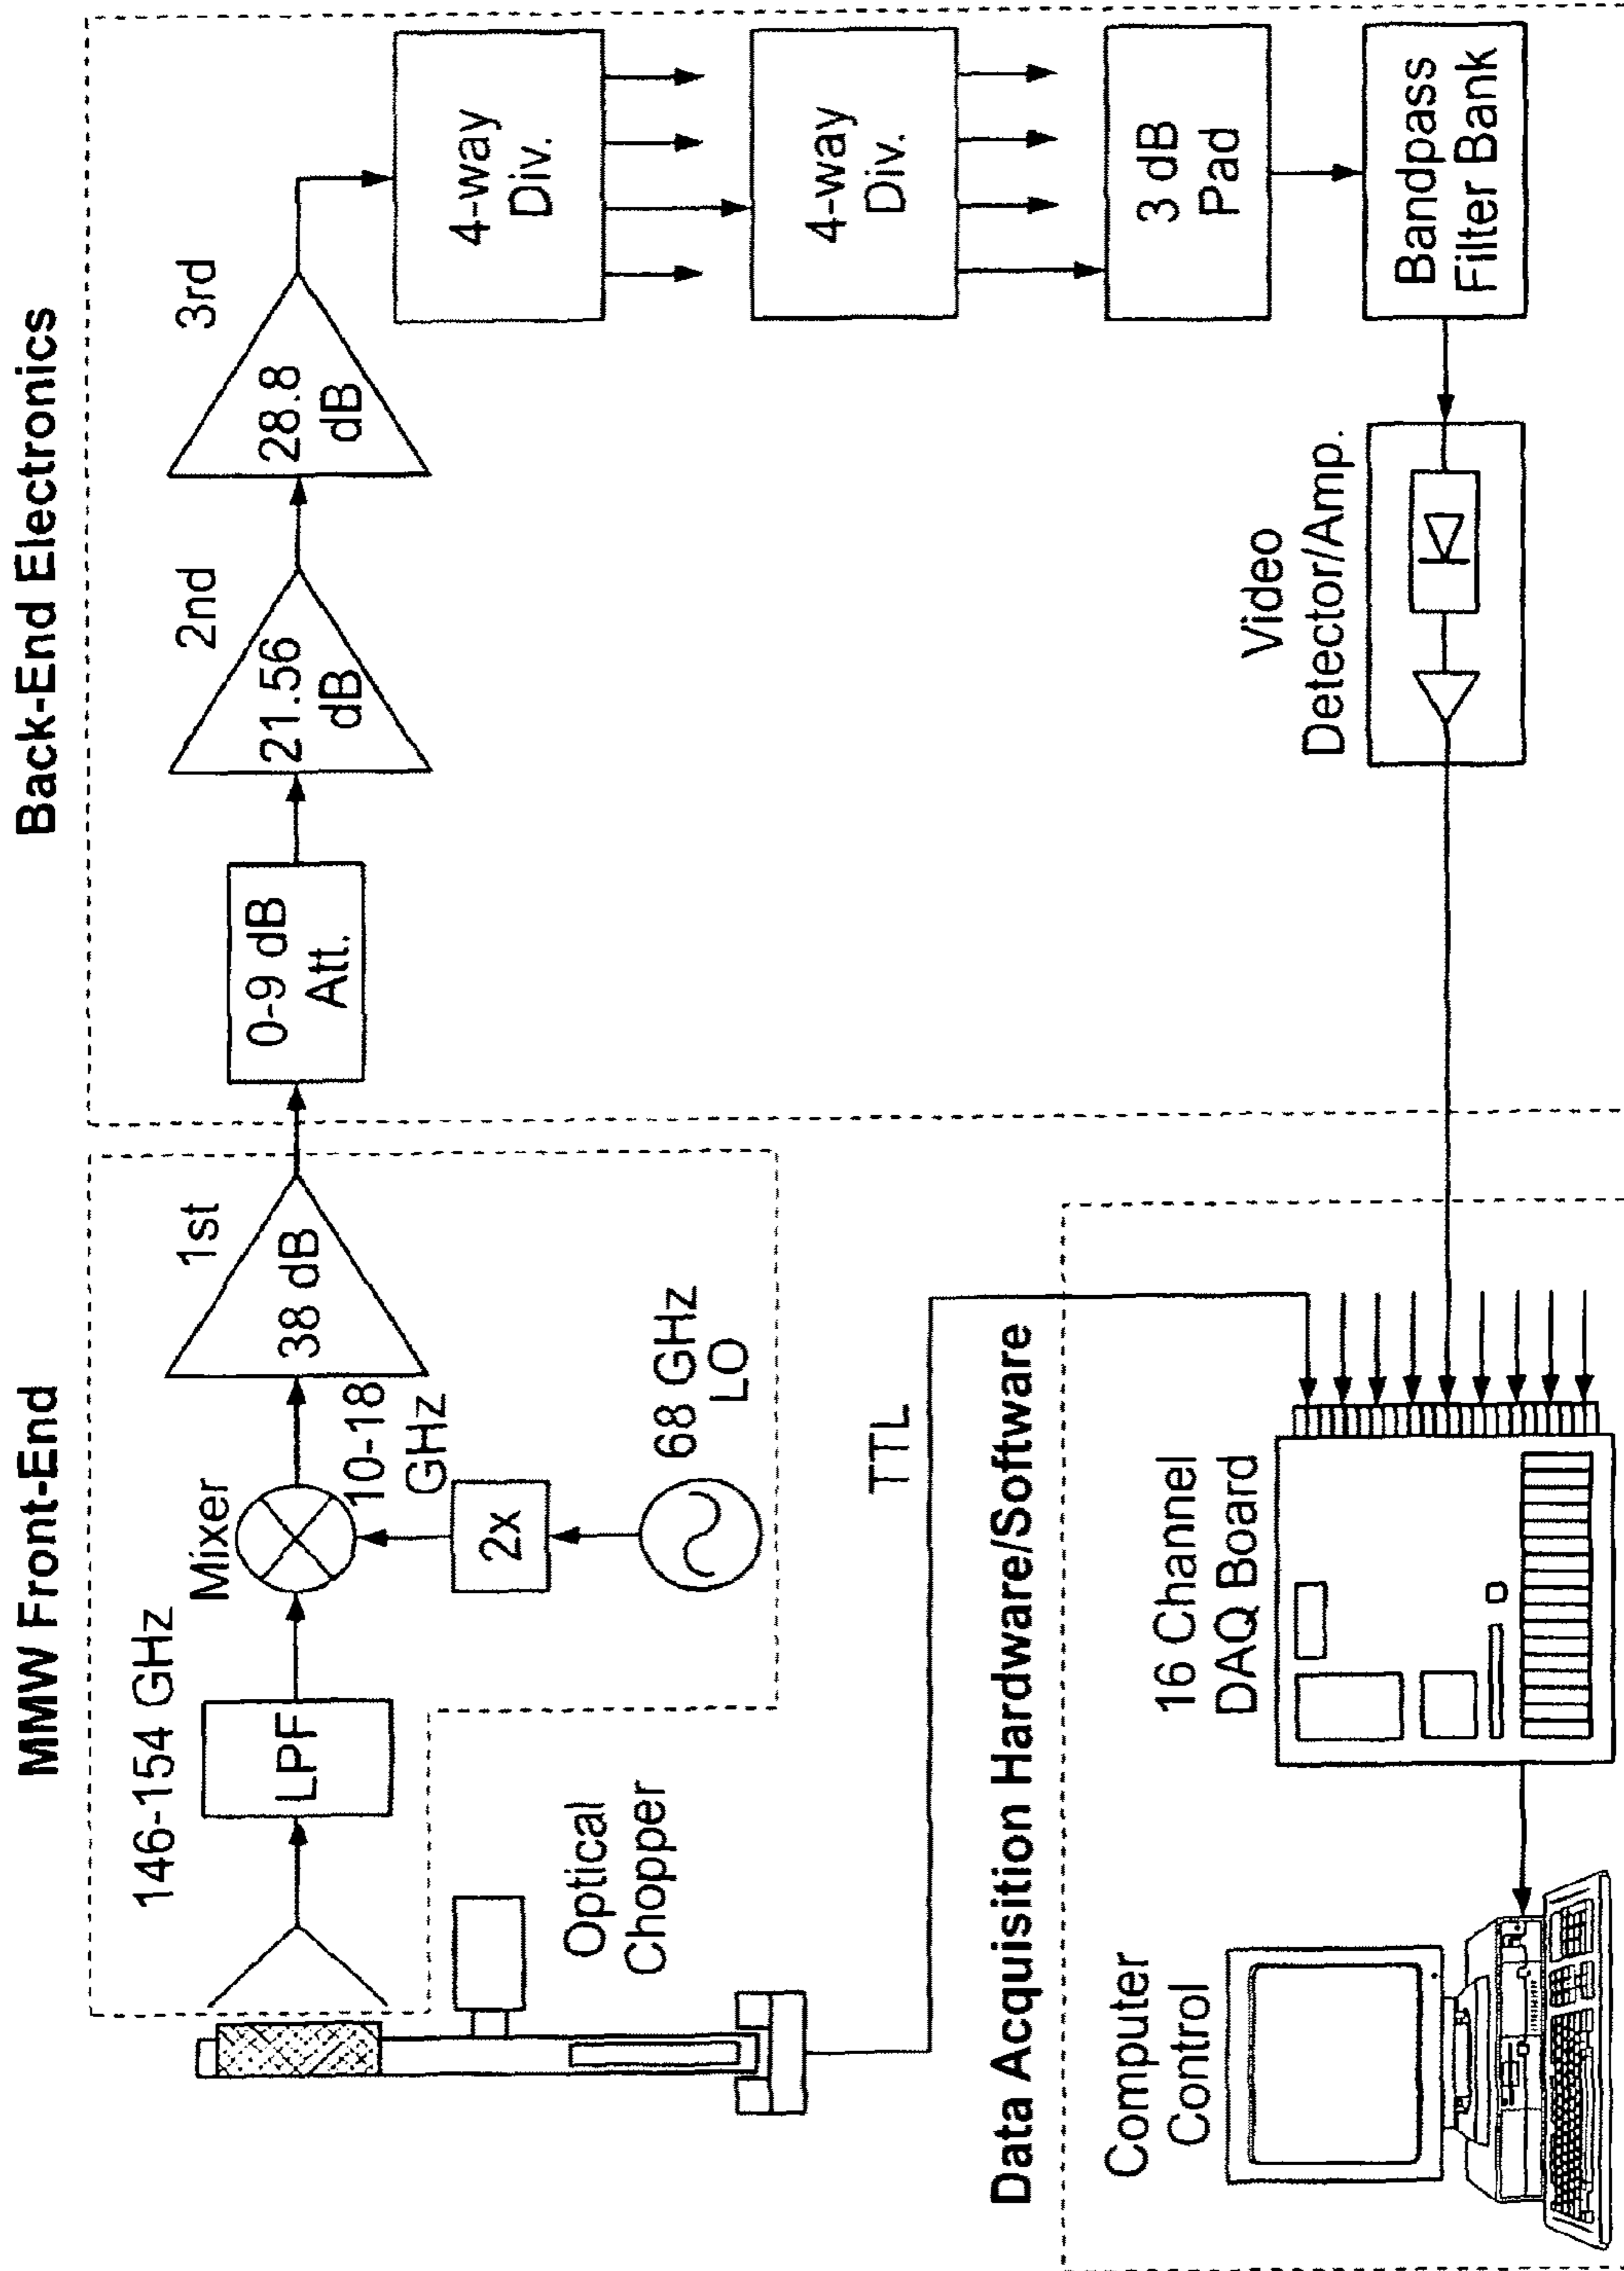 MMW Front-End
146-154 GHz
LPF
Mixer
10-18
GHz
2x
68 GHz
LO
1st
38 dB
Optical
Chopper
TTL
Back-End Electronics
0-9 dB
Att.
2nd
21.56
dB
3rd
28.8
dB
4-way
Div.
4-way
Div.
3 dB
Pad
Bandpass
Filter Bank
Video
Detector/Amp.
Data Acquisition Hardware/Software
Computer
Control
16 Channel
DAQ Board